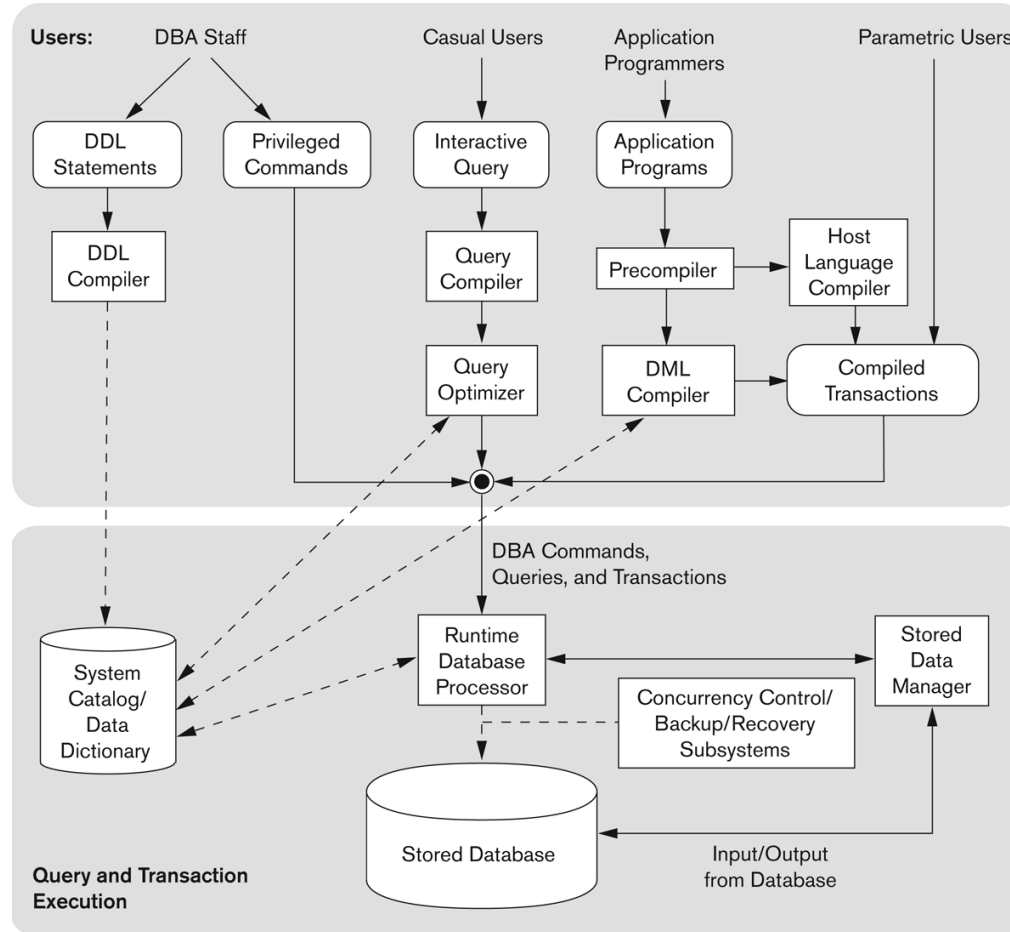 Users:
DBA Staff
Casual Users
Application
Programmers
Parametric Users
DDL
Statements
Privileged
Commands
Interactive
Query
Application
Programs
DDL
Compiler
Query
Compiler
Precompiler
Host
Language
Compiler
Query
Optimizer
DML
Compiler
Compiled
Transactions
DBA Commands,
Queries, and Transactions
System
Catalog/
Data
Dictionary
Runtime
Database
Processor
Stored
Data
Manager
Concurrency Control/
Backup/Recovery
Subsystems
Stored Database
Input/Output
from Database
Query and Transaction
Execution